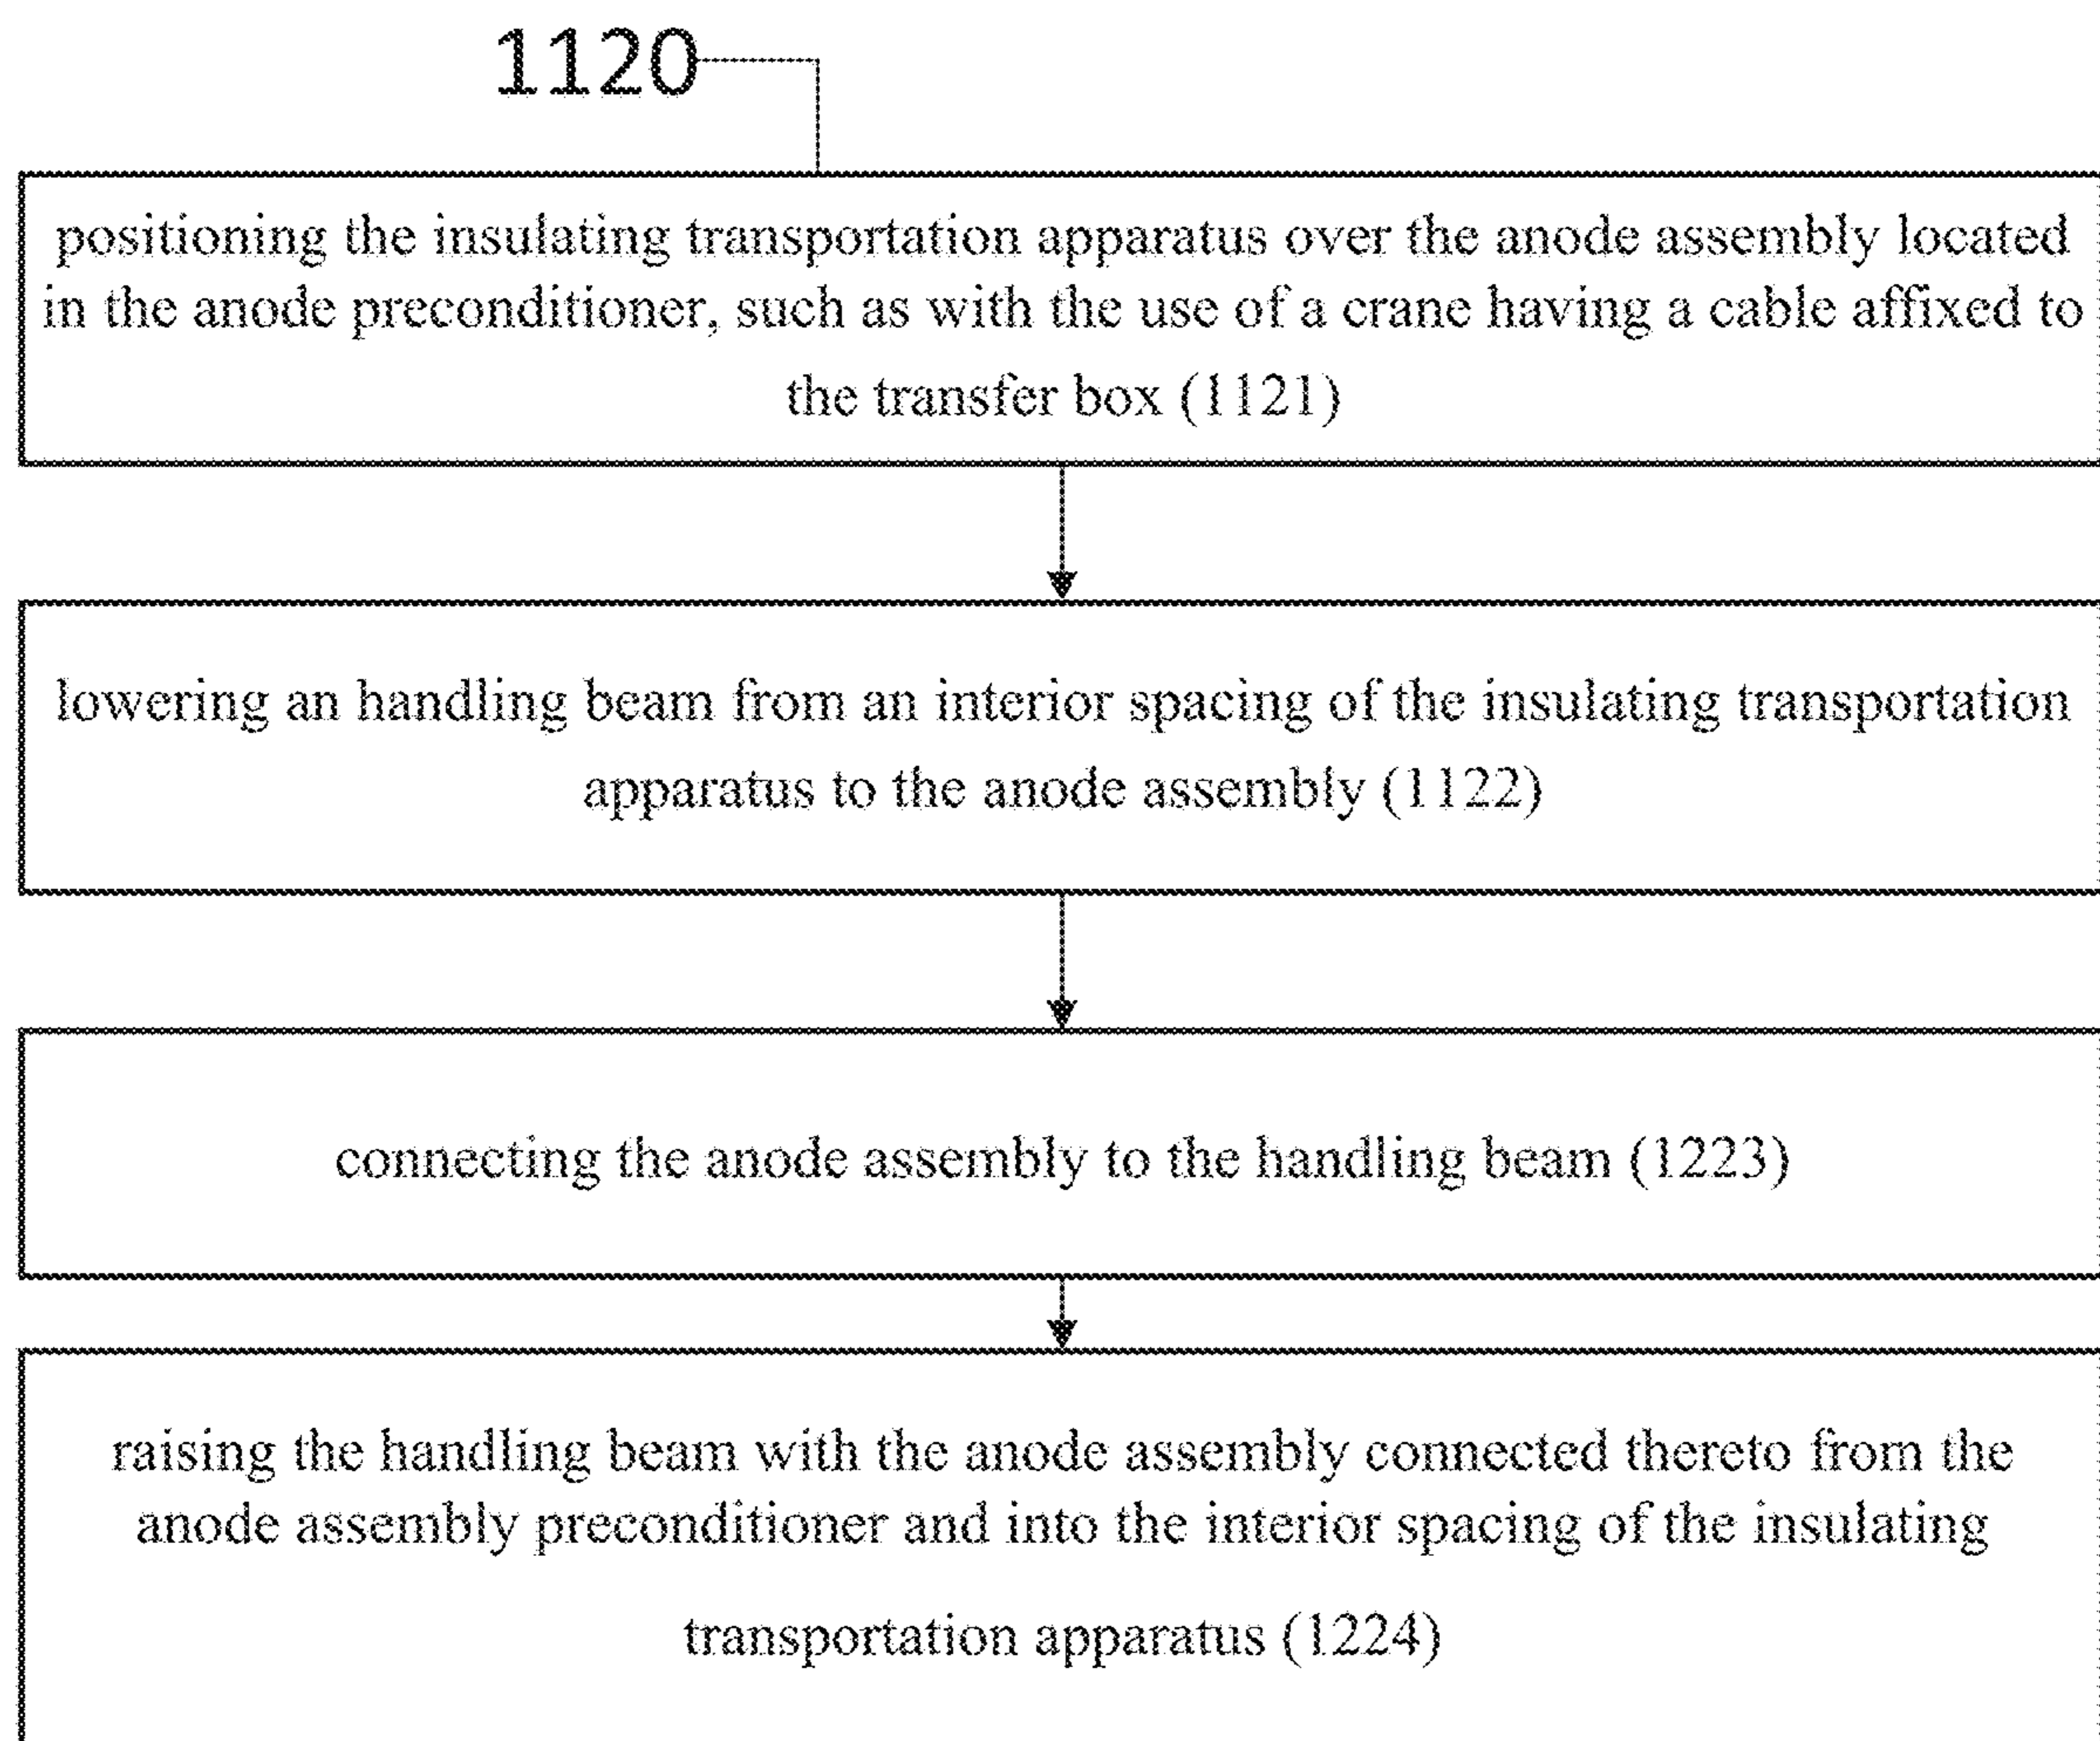 1120
positioning the insulating transportation apparatus over the anode assembly located
in the anode preconditioner, such as with the use of a crane having a cable affixed to
the transfer box (1121)
lowering an handling beam from an interior spacing of the insulating transportation
apparatus to the anode assembly (1122)
connecting the anode assembly to the handling beam (1223)
raising the handling beam with the anode assembly connected thereto from the
anode assembly preconditioner and into the interior spacing of the insulating
transportation apparatus (1224)